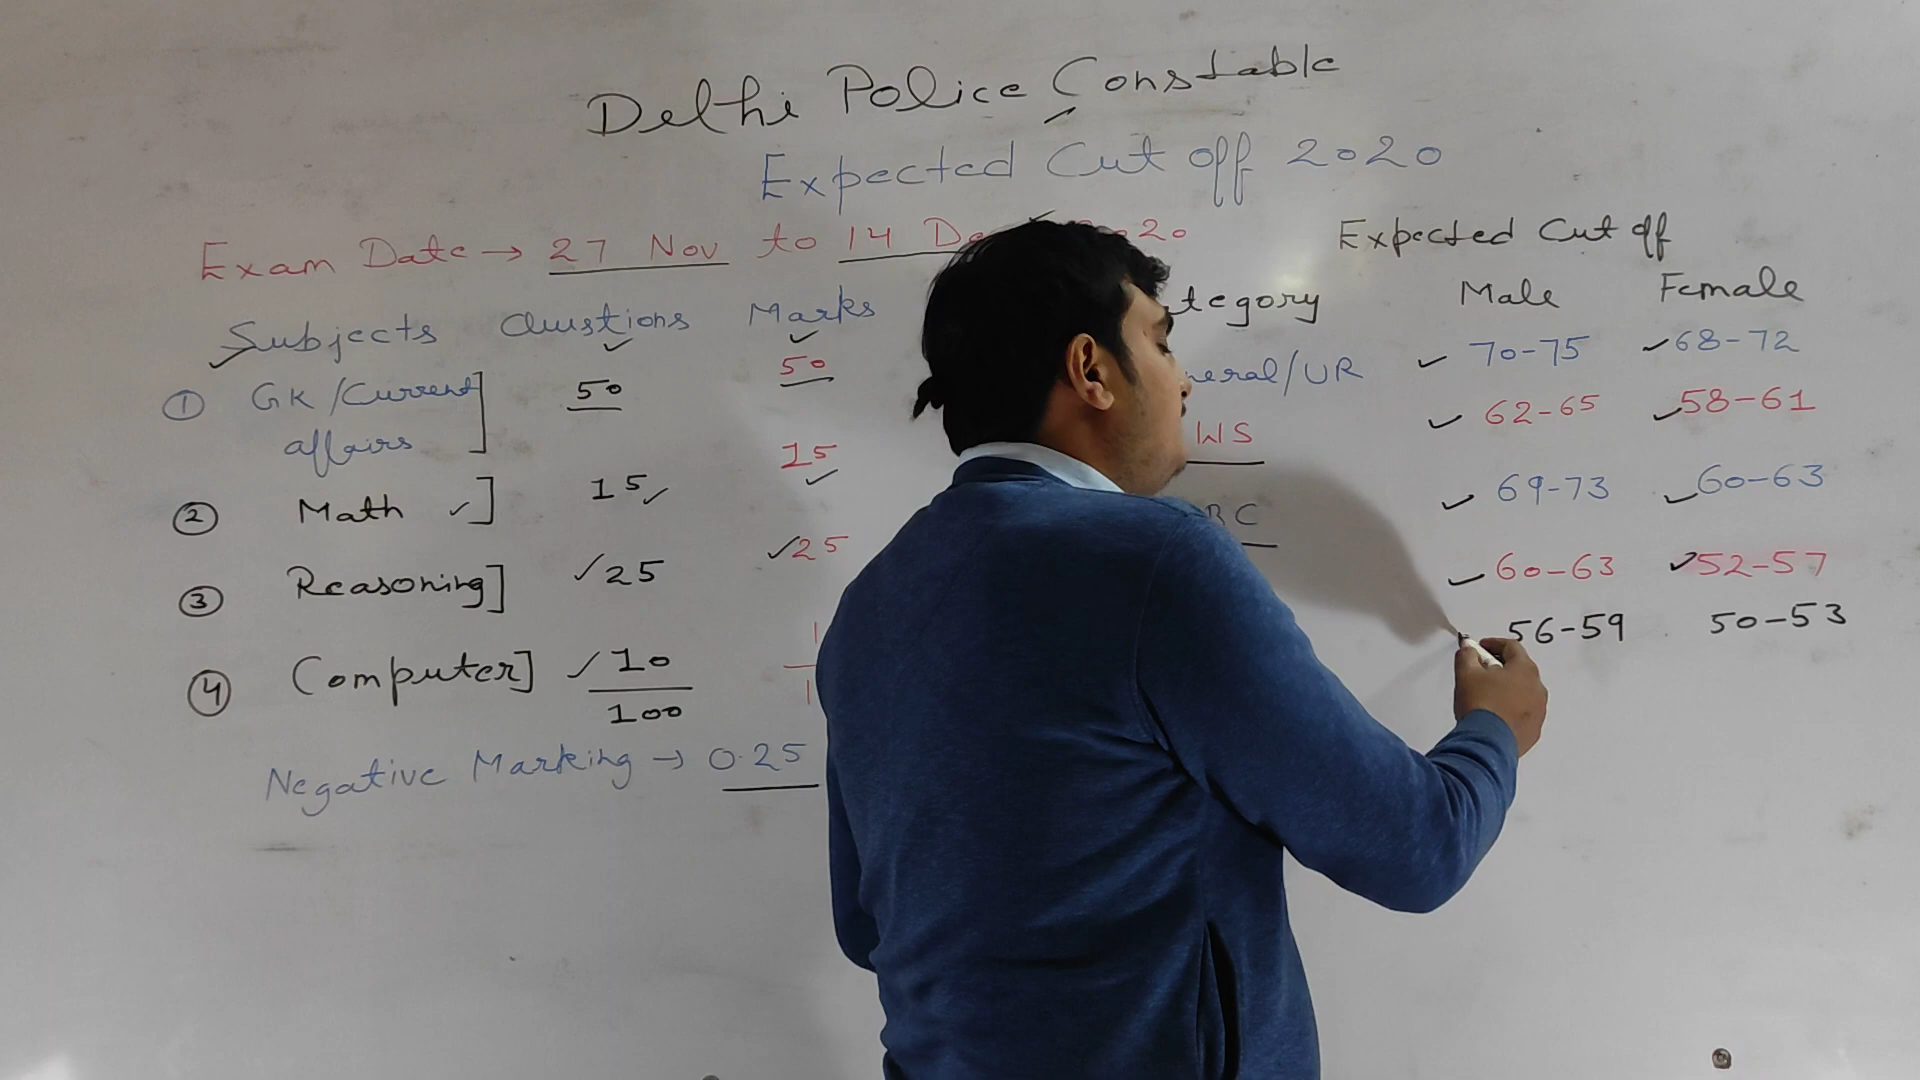 Delhi Police Constable
Expected Cut off 2020
Exam Date → 27 Nov to 14 De 20
Expected Cut off
Subjects Qusstions Marks
tegory Male Female
① GK/Current affairs] 50 50
neral/UR 70-75 68-72
WS 62-65 58-61
② Math ] 15 15
BC 69-73 60-63
③ Reasoning] 25 25
60-63 52-57
④ Computer] 10
56-59 50-53
100
Negative Marking → 0.25